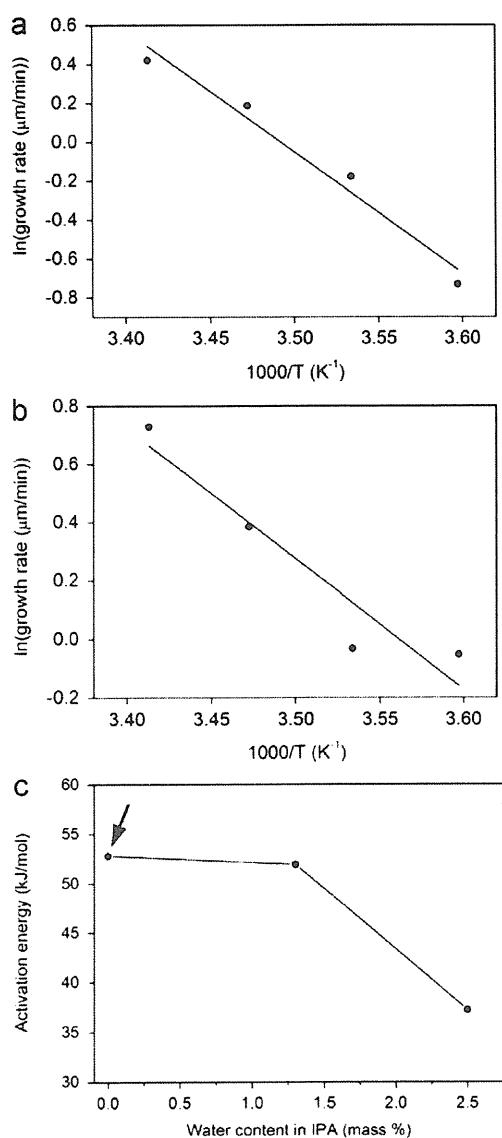 a
0.6
0.4
0.2
0.0
-0.2
-0.4
-0.6
-0.8
ln(growth rate (μm/min))
3.40 3.45 3.50 3.55 3.60
1000/T (K⁻¹)
b
0.8
0.6
0.4
0.2
0.0
-0.2
ln(growth rate (μm/min))
3.40 3.45 3.50 3.55 3.60
1000/T (K⁻¹)
c
60
55
50
45
40
35
30
Activation energy (kJ/mol)
0.0 0.5 1.0 1.5 2.0 2.5
Water content in IPA (mass %)